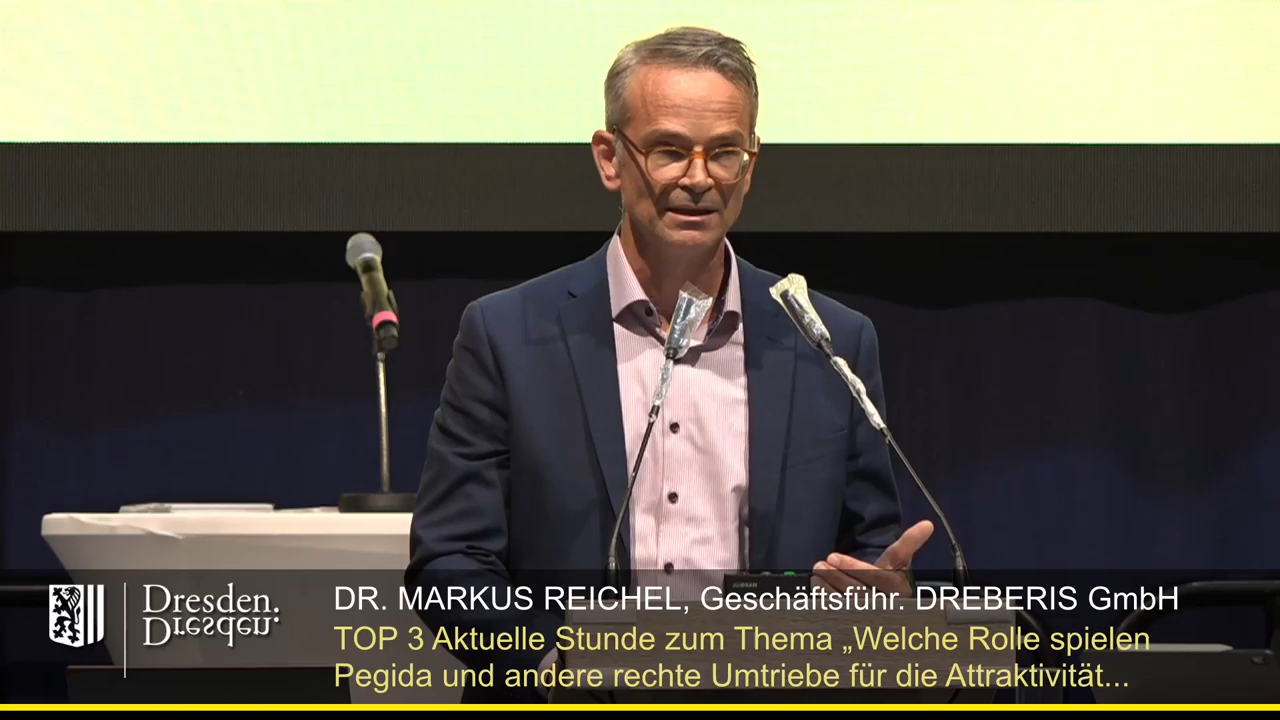 Dresden.
Dresden.
DR. MARKUS REICHEL, Geschäftsführ. DREBERIS GmbH
TOP 3 Aktuelle Stunde zum Thema „Welche Rolle spielen
Pegida und andere rechte Umtriebe für die Attraktivität...